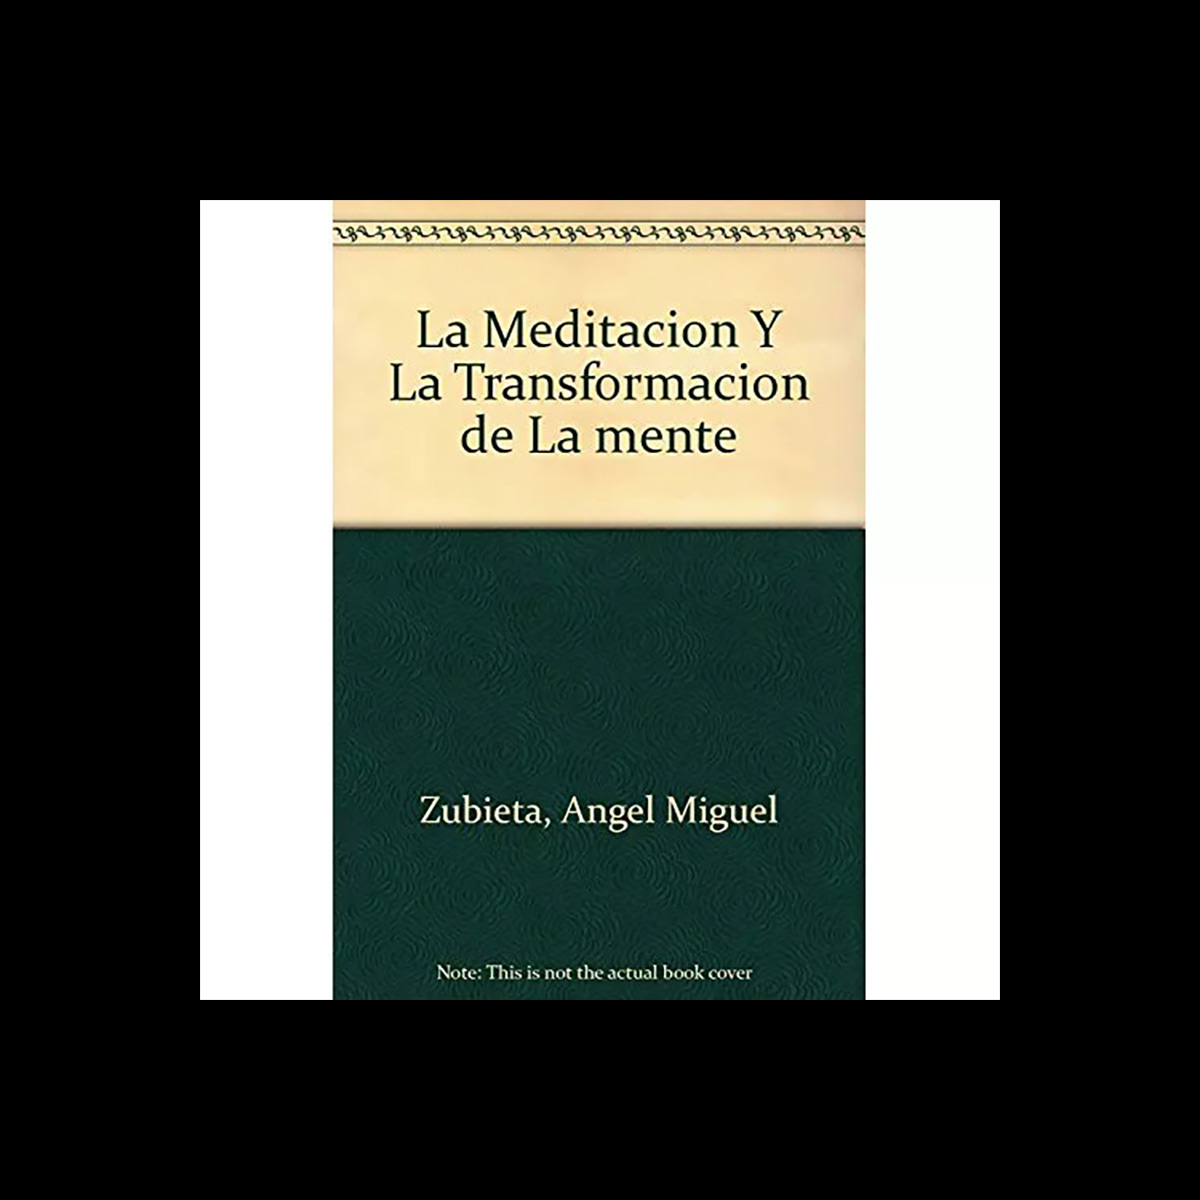 La Meditacion Y
La Transformacion
de La mente
Zubieta, Angel Miguel
Note: This is not the actual book cover